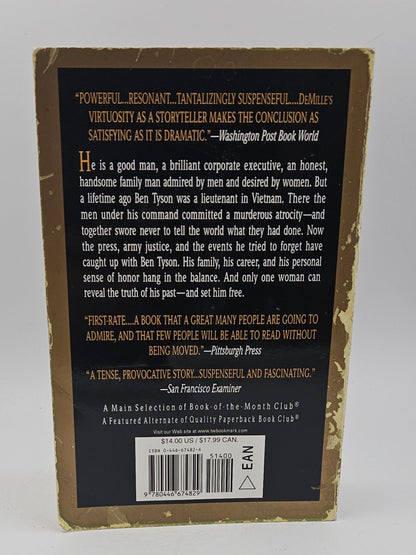 "POWERFUL...RESONANT...TANTALIZINGLY SUSPENSEFUL....DEMILLE'S
VIRTUOSITY AS A STORYTELLER MAKES THE CONCLUSION AS
SATISFYING AS IT IS DRAMATIC."—Washington Post Book World
He is a good man, a brilliant corporate executive, an honest,
handsome family man admired by men and desired by women. But
a lifetime ago Ben Tyson was a lieutenant in Vietnam. There
the men under his command committed a murderous atrocity—and
together swore never to tell the world what they had done. Now
the press, army justice, and the events he tried to forget have
caught up with Ben Tyson. His family, his career, and his personal
sense of honor hang in the balance. And only one woman can
reveal the truth of his past—and set him free.
"FIRST-RATE....A BOOK THAT A GREAT MANY PEOPLE ARE GOING TO
ADMIRE, AND THAT FEW PEOPLE WILL BE ABLE TO READ WITHOUT
BEING MOVED."—Pittsburgh Press
"A TENSE, PROVOCATIVE STORY...SUSPENSEFUL AND FASCINATING."
—San Francisco Examiner
A Main Selection of Book-of-the-Month Club®
A Featured Alternate of Quality Paperback Book Club®
Visit our Web site at www.twbookmark.com
$14.00 US / $17.99 CAN.
ISBN 0-446-67482-6
51400
9 780446 674829
EAN